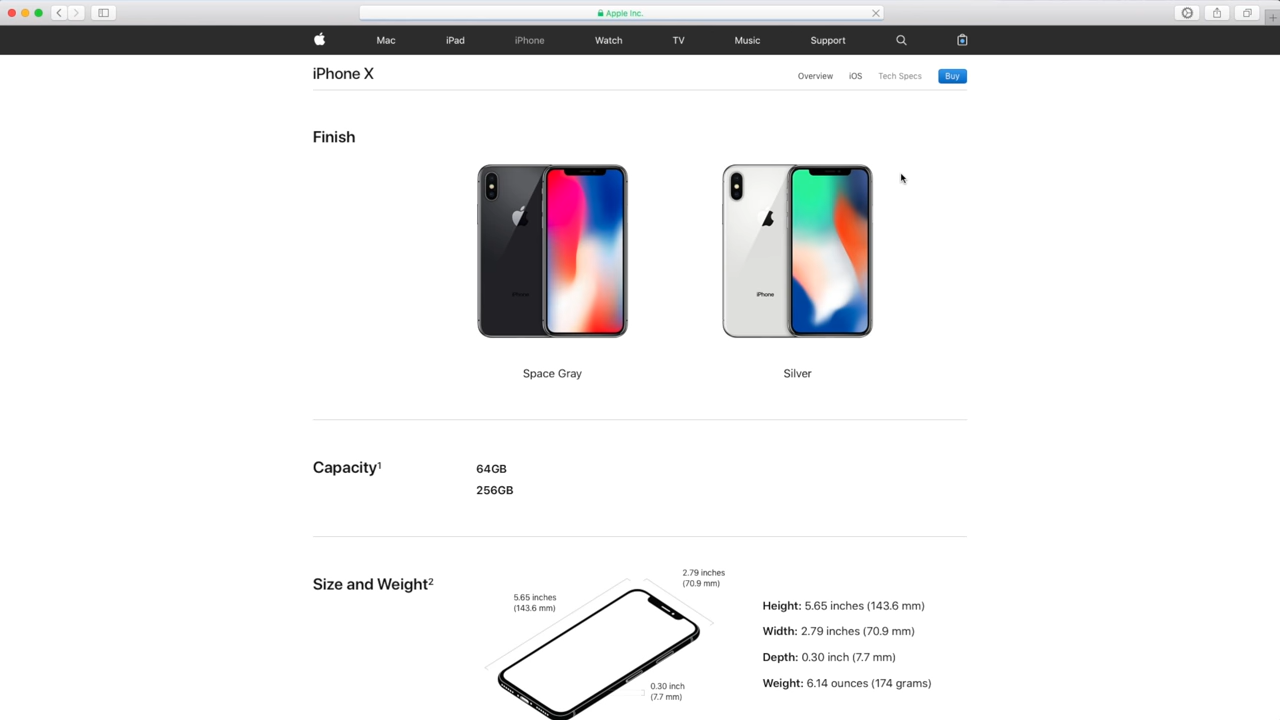 Apple Inc.
Mac iPad iPhone Watch TV Music Support
iPhone X
Overview iOS Tech Specs Buy
Finish
iPhone iPhone
Space Gray Silver
Capacity1
64GB
256GB
Size and Weight2
2.79 inches
(70.9 mm)
5.65 inches
(143.6 mm)
0.30 inch
(7.7 mm)
Height: 5.65 inches (143.6 mm)
Width: 2.79 inches (70.9 mm)
Depth: 0.30 inch (7.7 mm)
Weight: 6.14 ounces (174 grams)